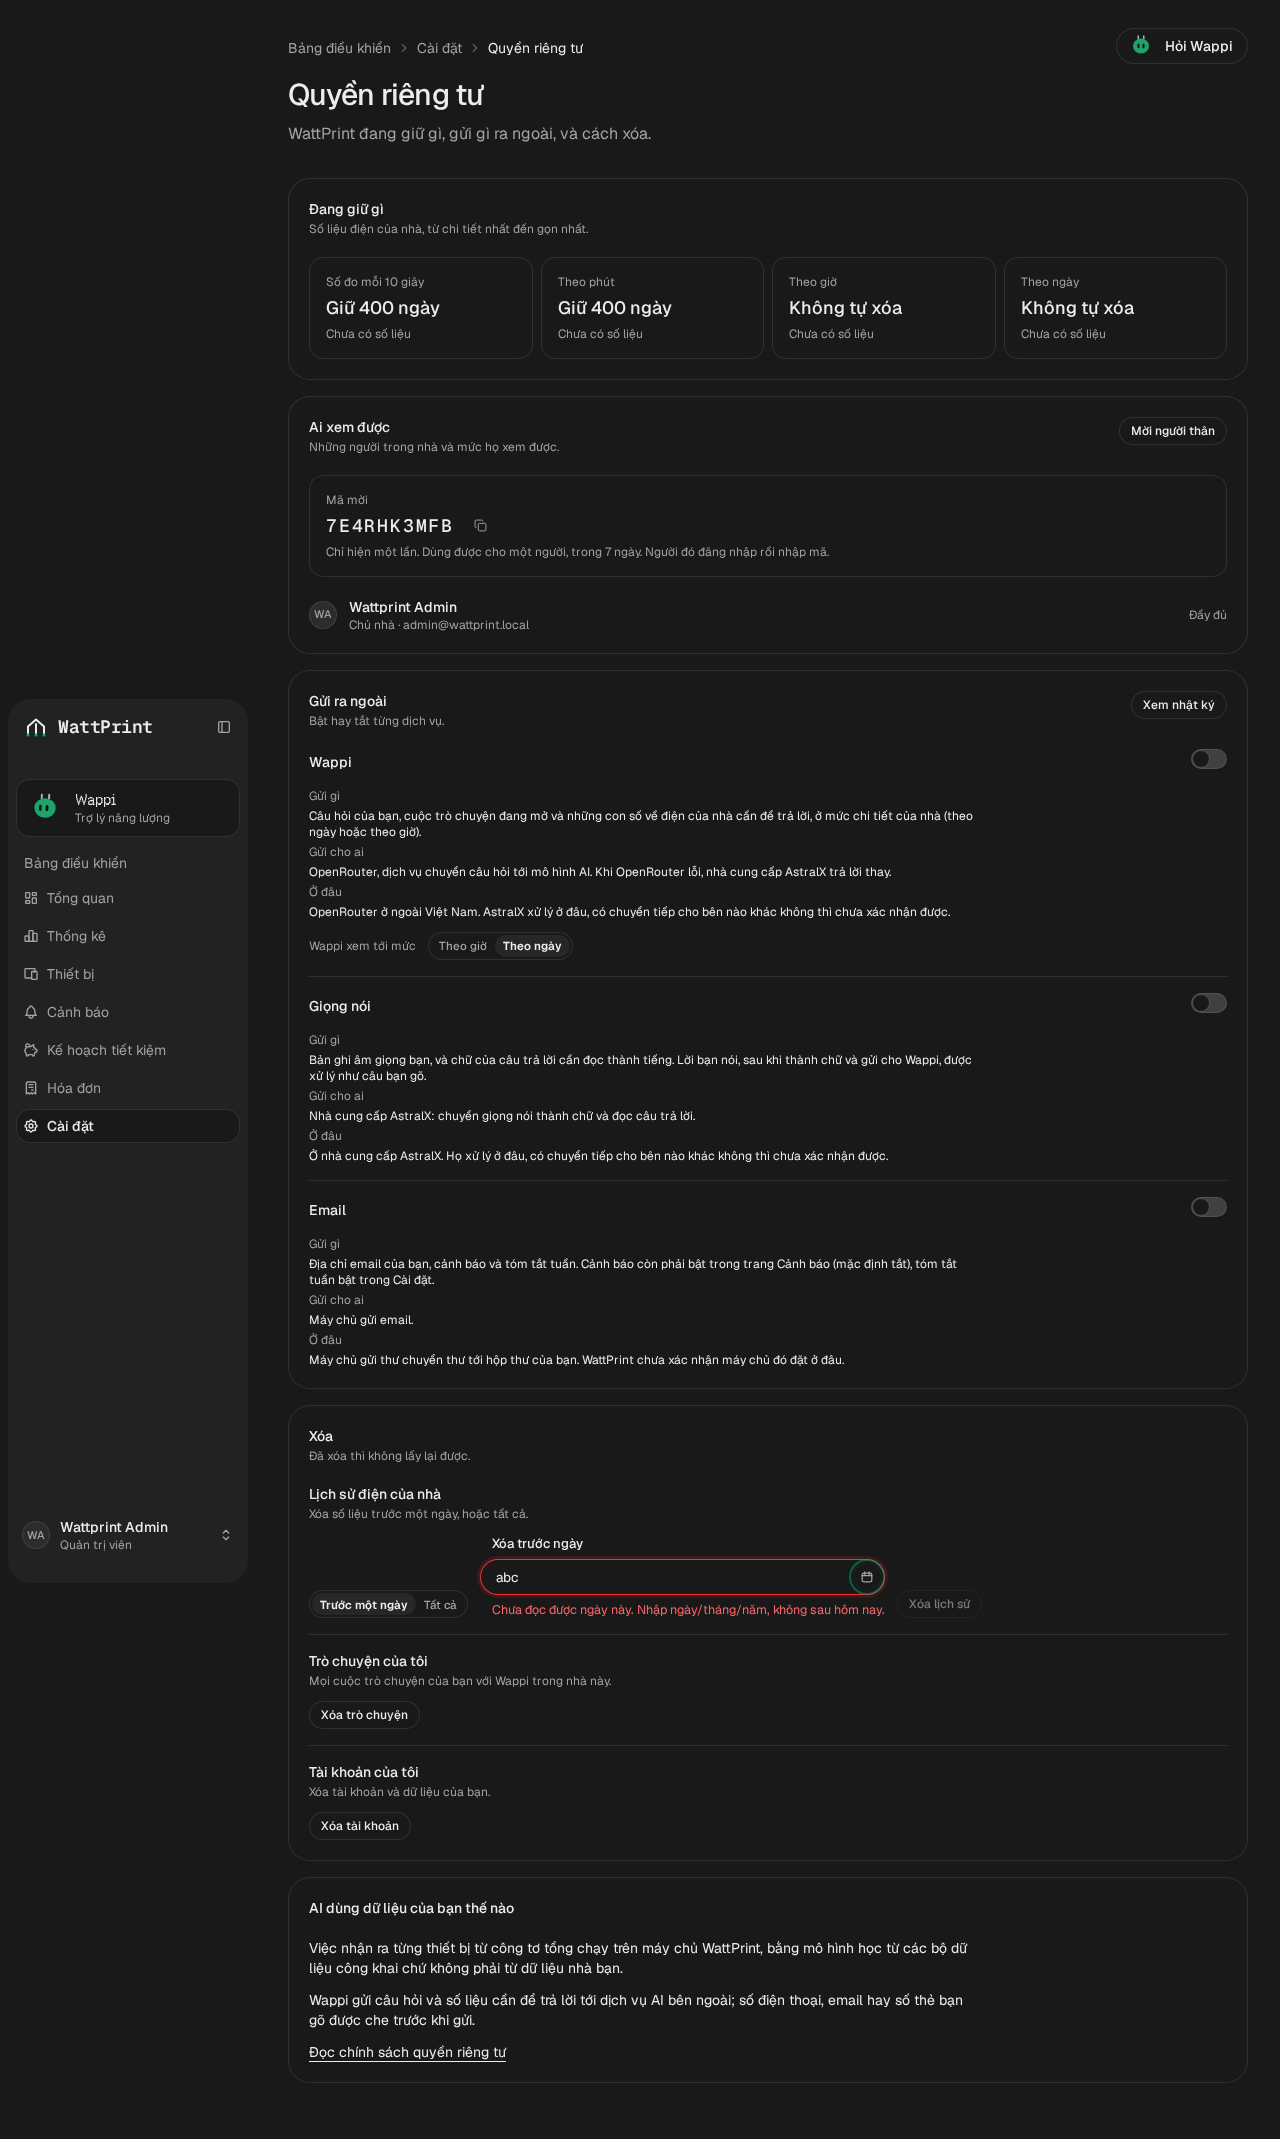 Bảng điều khiển > Cài đặt > Quyền riêng tư
Hỏi Wappi
Quyền riêng tư
WattPrint đang giữ gì, gửi gì ra ngoài, và cách xóa.
Đang giữ gì
Số liệu điện của nhà, từ chi tiết nhất đến gọn nhất.
Số đo mỗi 10 giây
Giữ 400 ngày
Chưa có số liệu
Theo phút
Giữ 400 ngày
Chưa có số liệu
Theo giờ
Không tự xóa
Chưa có số liệu
Theo ngày
Không tự xóa
Chưa có số liệu
Ai xem được
Những người trong nhà và mức họ xem được.
Mời người thân
Mã mời
7E4RHK3MFB
Chỉ hiện một lần. Dùng được cho một người, trong 7 ngày. Người đó đăng nhập rồi nhập mã.
WA
Wattprint Admin
Chủ nhà · admin@wattprint.local
Đầy đủ
Gửi ra ngoài
Bật hay tắt từng dịch vụ.
Xem nhật ký
Wappi
Gửi gì
Câu hỏi của bạn, cuộc trò chuyện đang mở và những con số về điện của nhà cần để trả lời, ở mức chi tiết của nhà (theo
ngày hoặc theo giờ).
Gửi cho ai
OpenRouter, dịch vụ chuyển câu hỏi tới mô hình AI. Khi OpenRouter lỗi, nhà cung cấp AstralX trả lời thay.
Ở đâu
OpenRouter ở ngoài Việt Nam. AstralX xử lý ở đâu, có chuyển tiếp cho bên nào khác không thì chưa xác nhận được.
Wappi xem tới mức
Theo giờ
Theo ngày
Giọng nói
Gửi gì
Bản ghi âm giọng bạn, và chữ của câu trả lời cần đọc thành tiếng. Lời bạn nói, sau khi thành chữ và gửi cho Wappi, được
xử lý như câu bạn gõ.
Gửi cho ai
Nhà cung cấp AstralX: chuyển giọng nói thành chữ và đọc câu trả lời.
Ở đâu
Ở nhà cung cấp AstralX. Họ xử lý ở đâu, có chuyển tiếp cho bên nào khác không thì chưa xác nhận được.
Email
Gửi gì
Địa chỉ email của bạn, cảnh báo và tóm tắt tuần. Cảnh báo còn phải bật trong trang Cảnh báo (mặc định tắt), tóm tắt
tuần bật trong Cài đặt.
Gửi cho ai
Máy chủ gửi email.
Ở đâu
Máy chủ gửi thư chuyển thư tới hộp thư của bạn. WattPrint chưa xác nhận máy chủ đó đặt ở đâu.
Xóa
Đã xóa thì không lấy lại được.
Lịch sử điện của nhà
Xóa số liệu trước một ngày, hoặc tất cả.
Trước một ngày
Tất cả
Xóa trước ngày
abc
Chưa đọc được ngày này. Nhập ngày/tháng/năm, không sau hôm nay.
Xóa lịch sử
Trò chuyện của tôi
Mọi cuộc trò chuyện của bạn với Wappi trong nhà này.
Xóa trò chuyện
Tài khoản của tôi
Xóa tài khoản và dữ liệu của bạn.
Xóa tài khoản
AI dùng dữ liệu của bạn thế nào
Việc nhận ra từng thiết bị từ công tơ tổng chạy trên máy chủ WattPrint, bằng mô hình học từ các bộ dữ
liệu công khai chứ không phải từ dữ liệu nhà bạn.
Wappi gửi câu hỏi và số liệu cần để trả lời tới dịch vụ AI bên ngoài; số điện thoại, email hay số thẻ bạn
gõ được che trước khi gửi.
Đọc chính sách quyền riêng tư
WattPrint
Wappi
Trợ lý năng lượng
Bảng điều khiển
Tổng quan
Thống kê
Thiết bị
Cảnh báo
Kế hoạch tiết kiệm
Hóa đơn
Cài đặt
WA
Wattprint Admin
Quản trị viên